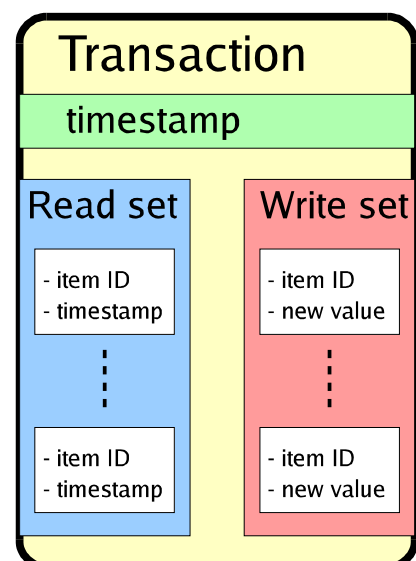 Transaction
timestamp
Read set
- item ID
- timestamp
- item ID
- timestamp
Write set
- item ID
- new value
- item ID
- new value